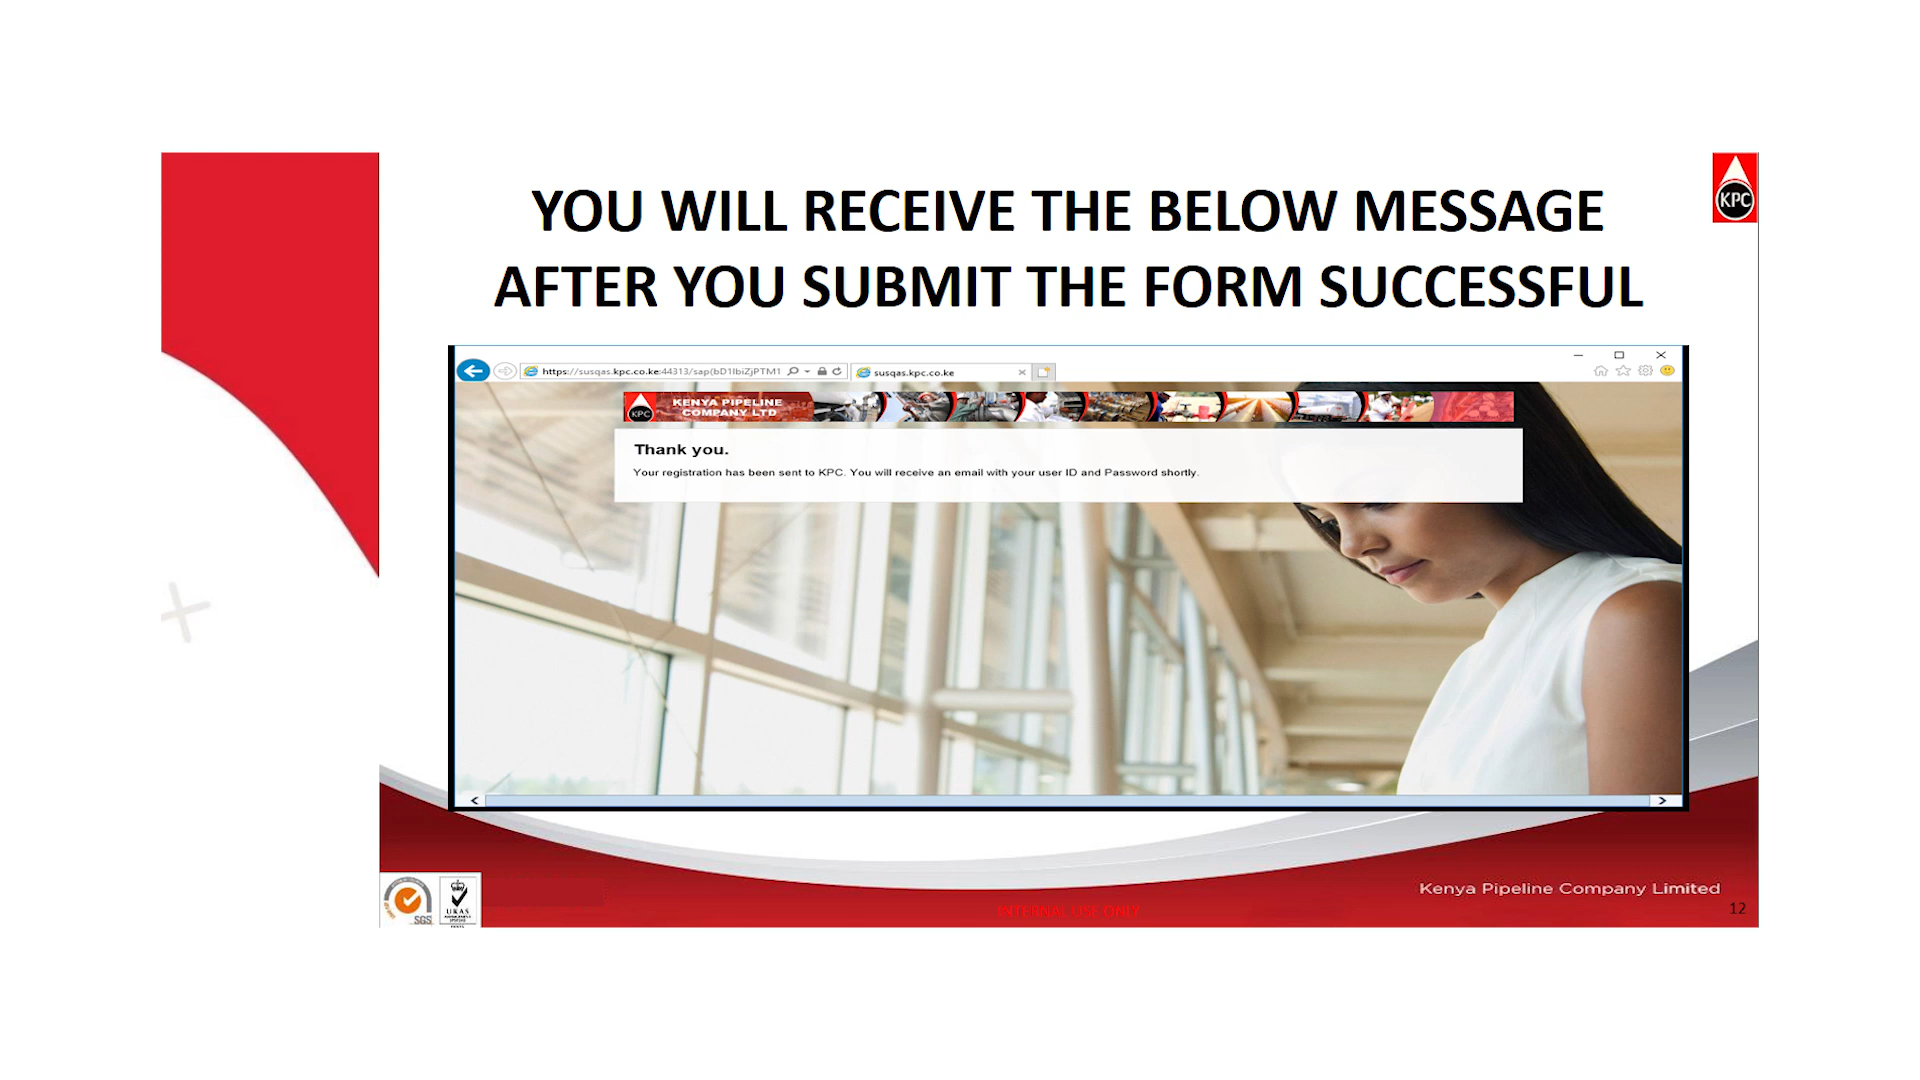 YOU WILL RECEIVE THE BELOW MESSAGE
AFTER YOU SUBMIT THE FORM SUCCESSFUL
KPC
https://susqas.kpc.co.ke:44313/sap(bD1lbiZjPTM1
susqas.kpc.co.ke
KPC
KENYA PIPELINE
COMPANY LTD
Thank you.
Your registration has been sent to KPC. You will receive an email with your user ID and Password shortly.
SGS
UKAS
Kenya Pipeline Company Limited
INTERNAL USE ONLY
12